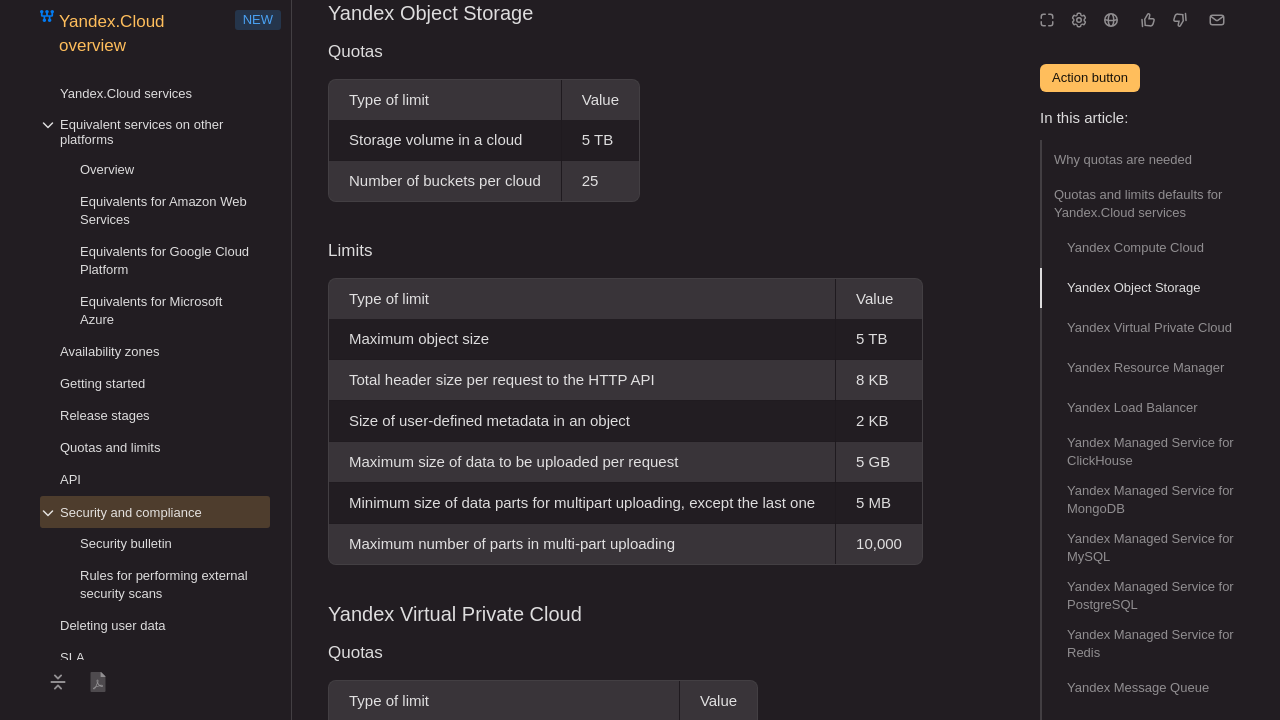 Yandex.Cloud
overview
NEW
Yandex.Cloud services
Equivalent services on other
platforms
Overview
Equivalents for Amazon Web
Services
Equivalents for Google Cloud
Platform
Equivalents for Microsoft
Azure
Availability zones
Getting started
Release stages
Quotas and limits
API
Security and compliance
Security bulletin
Rules for performing external
security scans
Deleting user data
SLA
Yandex Object Storage
Quotas
Type of limit Value
Storage volume in a cloud 5 TB
Number of buckets per cloud 25
Limits
Type of limit Value
Maximum object size 5 TB
Total header size per request to the HTTP API 8 KB
Size of user-defined metadata in an object 2 KB
Maximum size of data to be uploaded per request 5 GB
Minimum size of data parts for multipart uploading, except the last one 5 MB
Maximum number of parts in multi-part uploading 10,000
Yandex Virtual Private Cloud
Quotas
Type of limit Value
Action button
In this article:
Why quotas are needed
Quotas and limits defaults for
Yandex.Cloud services
Yandex Compute Cloud
Yandex Object Storage
Yandex Virtual Private Cloud
Yandex Resource Manager
Yandex Load Balancer
Yandex Managed Service for
ClickHouse
Yandex Managed Service for
MongoDB
Yandex Managed Service for
MySQL
Yandex Managed Service for
PostgreSQL
Yandex Managed Service for
Redis
Yandex Message Queue